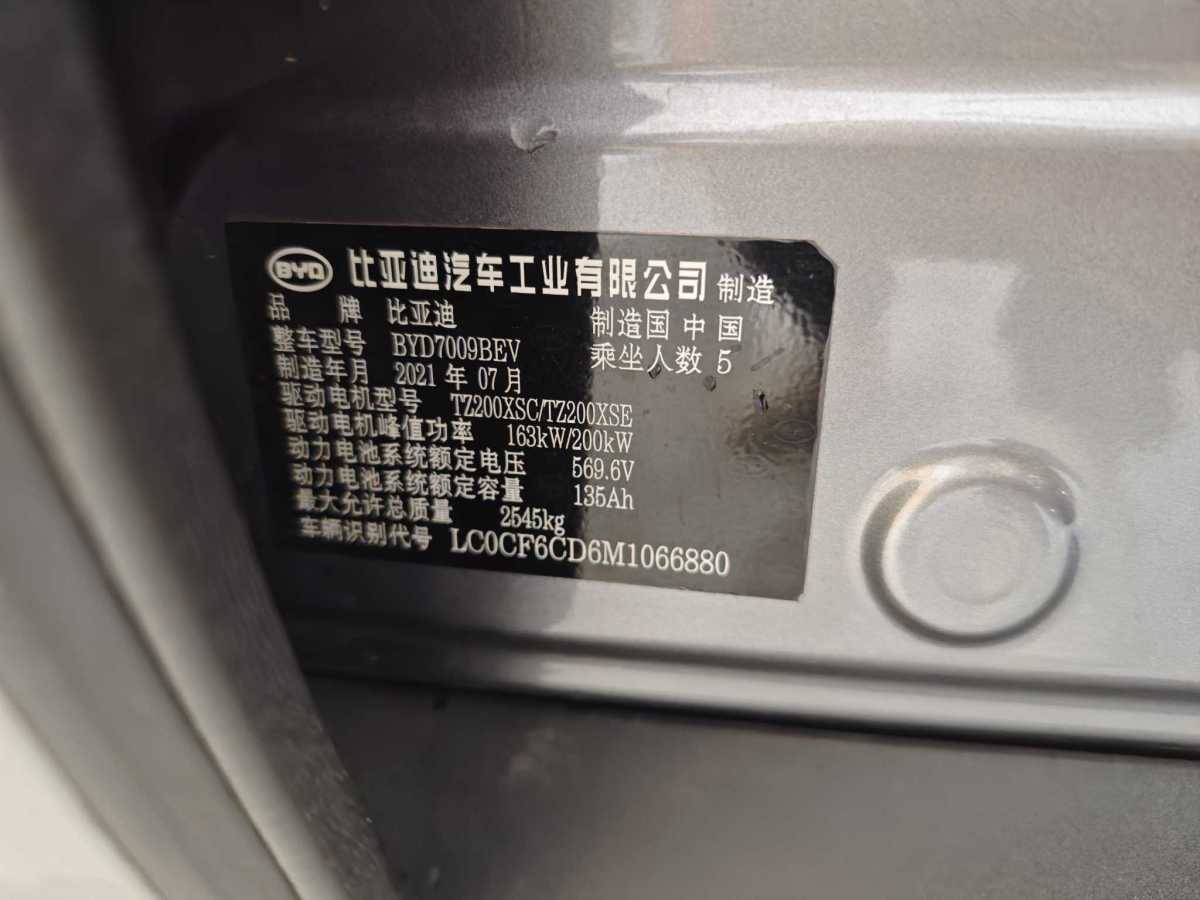 BYD 比亚迪汽车工业有限公司 制造
品 牌 比亚迪 制造国 中国
整车型号 BYD7009BEV 乘坐人数 5
制造年月 2021 年 07 月
驱动电机型号 TZ200XSC/TZ200XSE
驱动电机峰值功率 163kW/200kW
动力电池系统额定电压 569.6V
动力电池系统额定容量 135Ah
最大允许总质量 2545kg
车辆识别代号 LC0CF6CD6M1066880